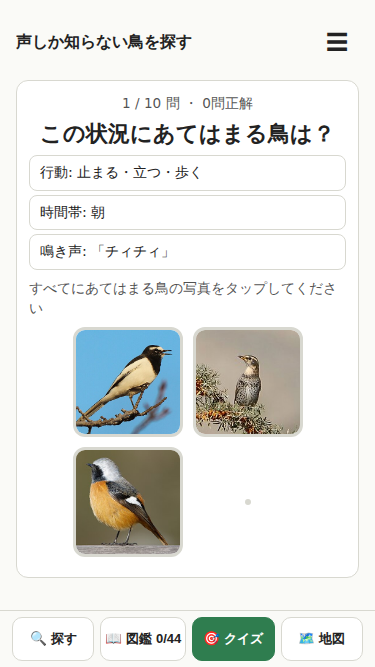 声しか知らない鳥を探す
1 / 10 問 ・ 0問正解
この状況にあてはまる鳥は？
行動: 止まる・立つ・歩く
時間帯: 朝
鳴き声: 「チィチィ」
すべてにあてはまる鳥の写真をタップしてくださ
い
🔍 探す
📖 図鑑 0/44
🎯 クイズ
🗺️ 地図